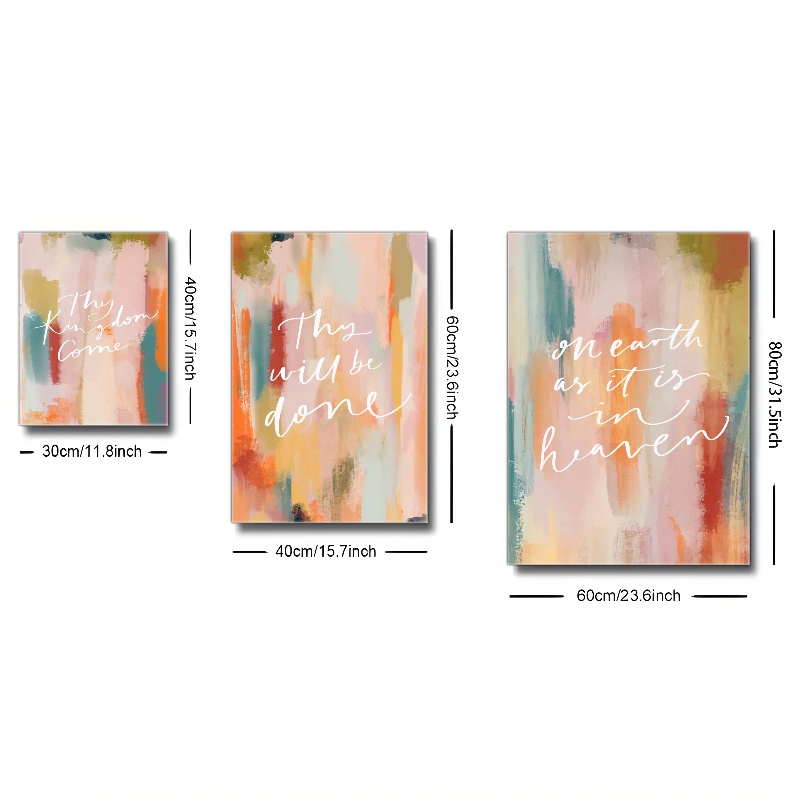 Thy
Kingdom
Come
40cm/15.7inch
30cm/11.8inch
Thy
will be
done
60cm/23.6inch
40cm/15.7inch
on earth
as it is
in
heaven
80cm/31.5inch
60cm/23.6inch